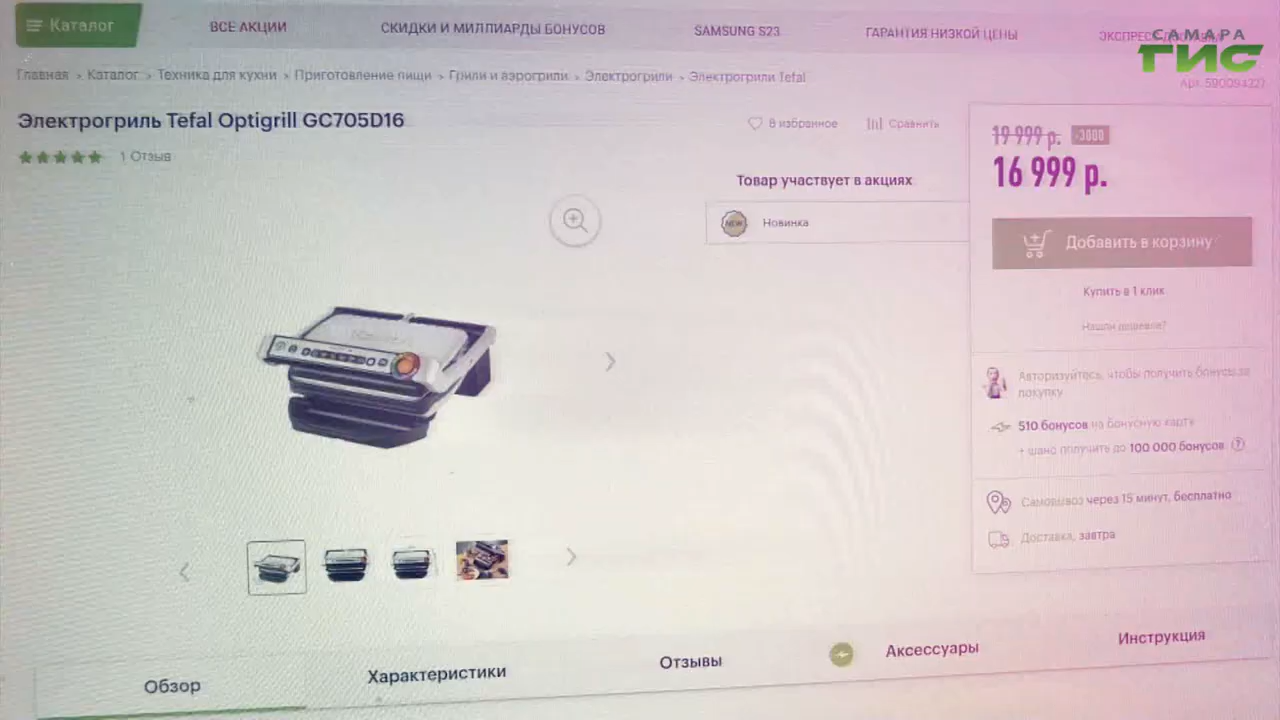 Каталог
ВСЕ АКЦИИ
СКИДКИ И МИЛЛИАРДЫ БОНУСОВ
SAMSUNG S23
ГАРАНТИЯ НИЗКОЙ ЦЕНЫ
САМАРА
ГИС
Главная > Каталог > Техника для кухни > Приготовление пищи > Грили и аэрогрили > Электрогрили > Электрогрили Tefal
Электрогриль Tefal Optigrill GC705D16
В избранное
Сравнить
1 Отзыв
19 999 р.
-3000
16 999 р.
Товар участвует в акциях
NEW
Новинка
Добавить в корзину
Купить в 1 клик
Нашли дешевле?
Авторизуйтесь, чтобы получить бонусы за
покупку
510 бонусов на бонусную карту
+ шанс получить до 100 000 бонусов ?
Самовывоз через 15 минут, бесплатно
Доставка, завтра
Обзор
Характеристики
Отзывы
Аксессуары
Инструкция